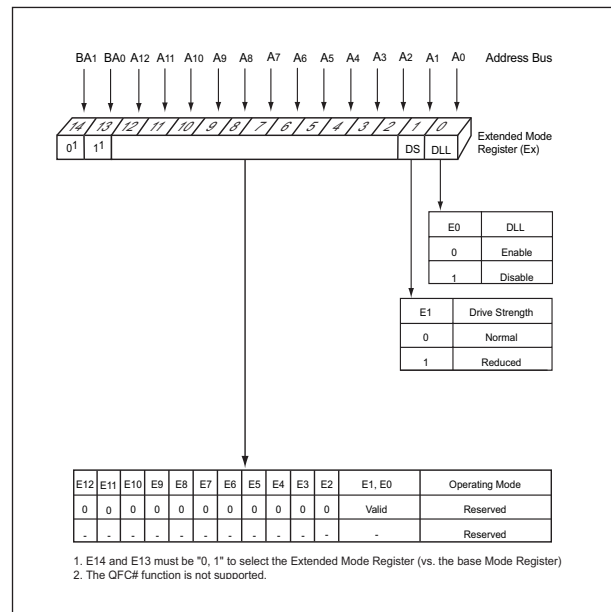 BA1 BA0 A12 A11 A10 A9 A8 A7 A6 A5 A4 A3 A2 A1 A0 Address Bus
14 13 12 11 10 9 8 7 6 5 4 3 2 1 0
Extended Mode
Register (Ex)
0¹ 1¹ DS DLL
E0 DLL
0 Enable
1 Disable
E1 Drive Strength
0 Normal
1 Reduced
E12 E11 E10 E9 E8 E7 E6 E5 E4 E3 E2 E1, E0 Operating Mode
0 0 0 0 0 0 0 0 0 0 0 Valid Reserved
- - - - - - - - - - - - Reserved
1. E14 and E13 must be "0, 1" to select the Extended Mode Register (vs. the base Mode Register)
2. The QFC# function is not supported.